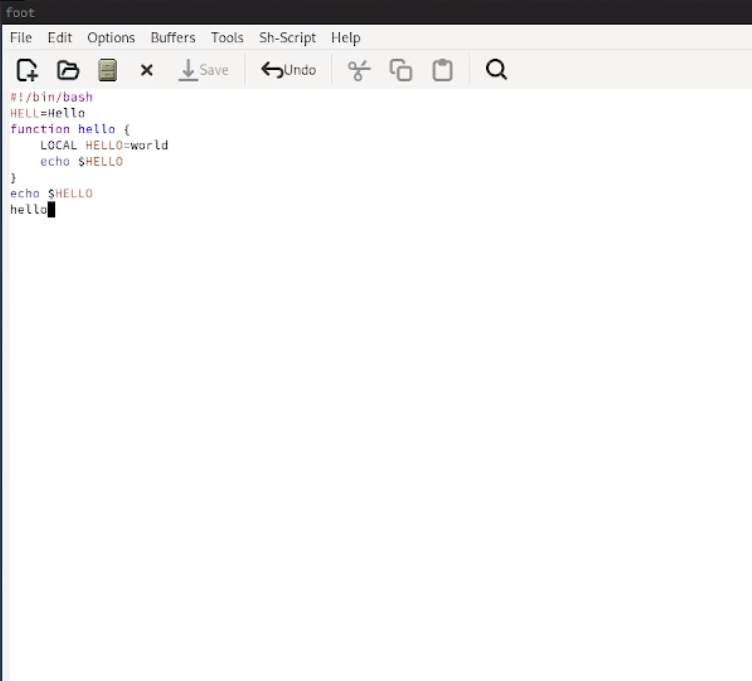 foot
File Edit Options Buffers Tools Sh-Script Help
Save Undo
#!/bin/bash
HELL=Hello
function hello {
    LOCAL HELLO=world
    echo $HELLO
}
echo $HELLO
hello